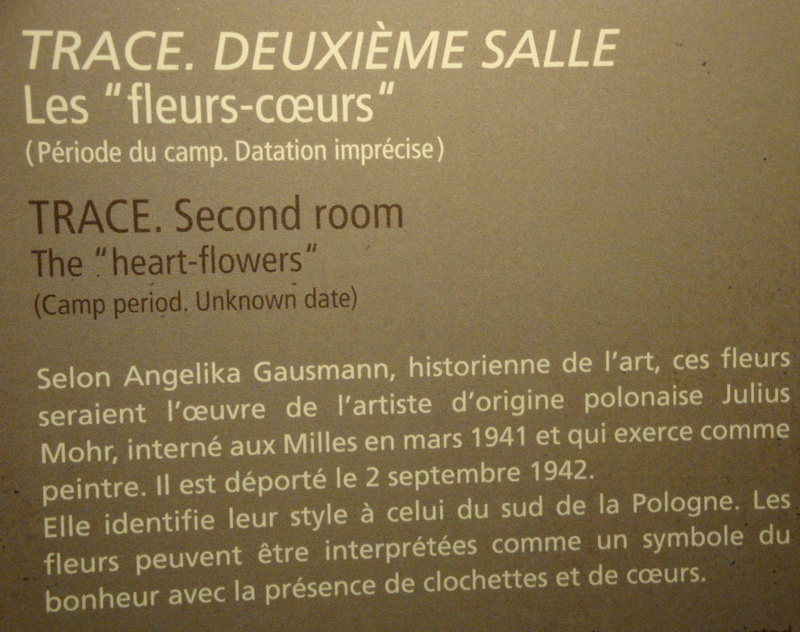 TRACE. DEUXIÈME SALLE
Les "fleurs-cœurs"
(Période du camp. Datation imprécise)
TRACE. Second room
The "heart-flowers"
(Camp period. Unknown date)
Selon Angelika Gausmann, historienne de l'art, ces fleurs
seraient l'œuvre de l'artiste d'origine polonaise Julius
Mohr, interné aux Milles en mars 1941 et qui exerce comme
peintre. Il est déporté le 2 septembre 1942.
Elle identifie leur style à celui du sud de la Pologne. Les
fleurs peuvent être interprétées comme un symbole du
bonheur avec la présence de clochettes et de cœurs.